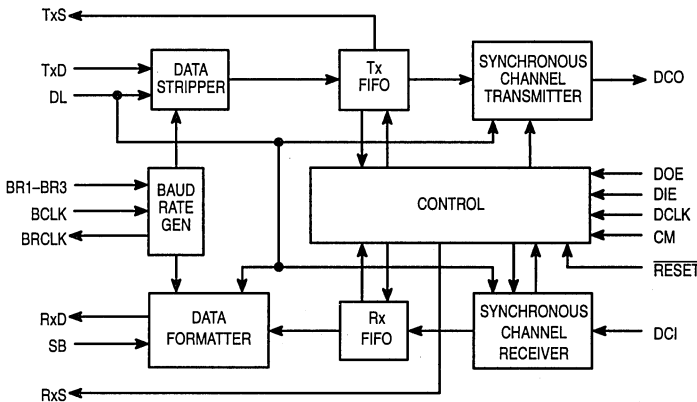 TxS
TxD
DL
DATA
STRIPPER
Tx
FIFO
SYNCHRONOUS
CHANNEL
TRANSMITTER
DCO
BR1–BR3
BCLK
BRCLK
BAUD
RATE
GEN
CONTROL
DOE
DIE
DCLK
CM
RESET
RxD
SB
DATA
FORMATTER
Rx
FIFO
SYNCHRONOUS
CHANNEL
RECEIVER
DCI
RxS